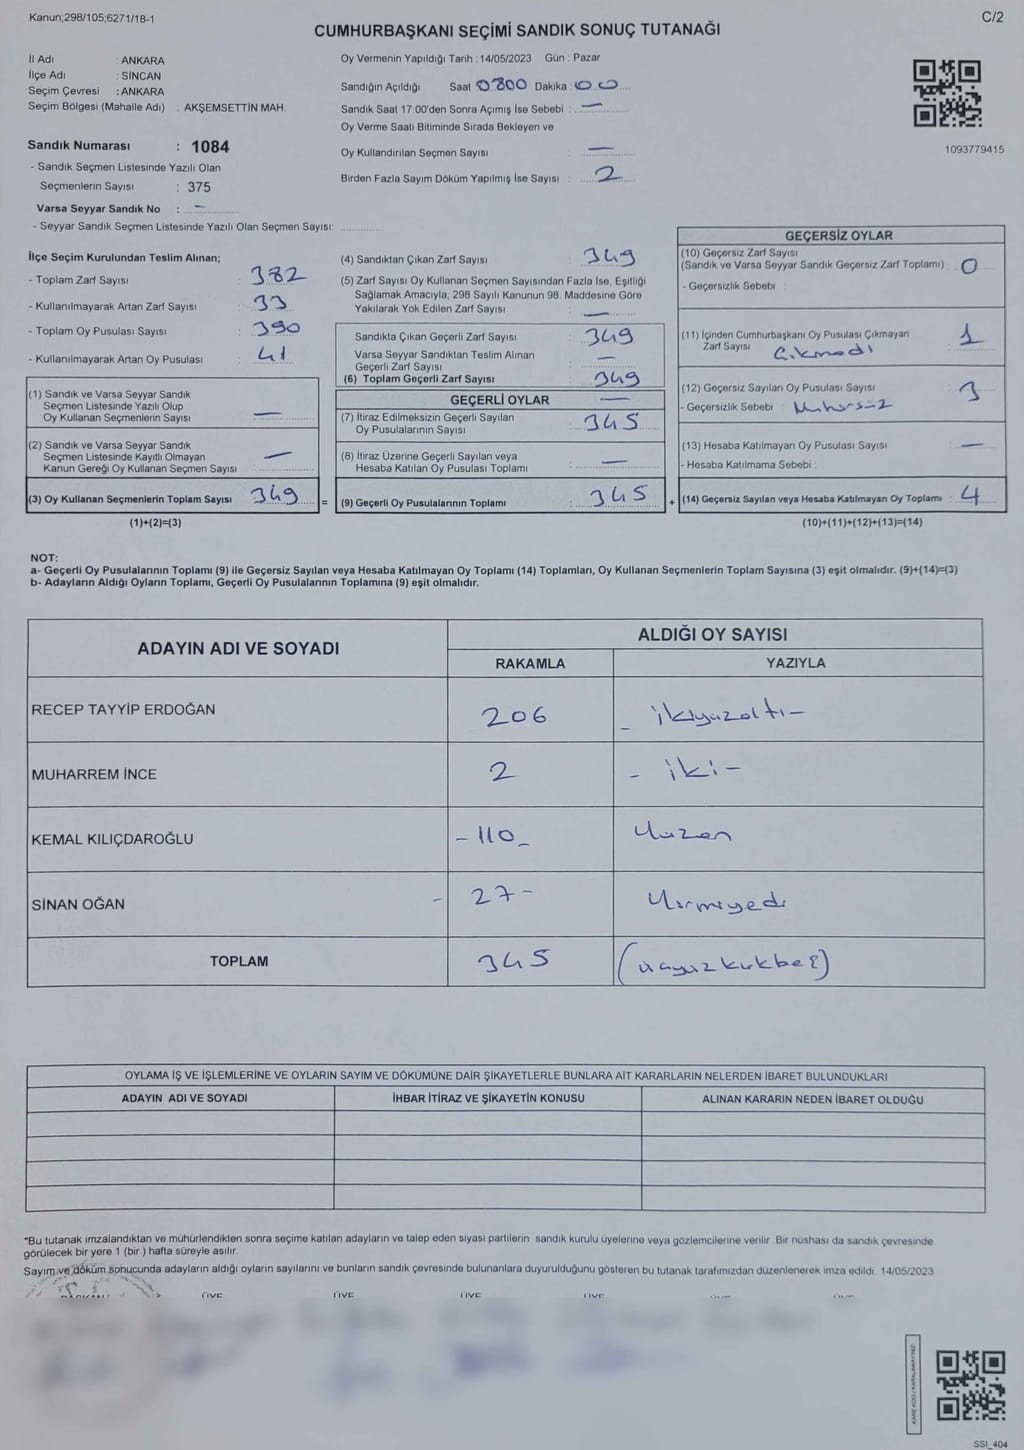 Kanun;298/105;6271/18-1
C/2
CUMHURBAŞKANI SEÇİMİ SANDIK SONUÇ TUTANAĞI
İl Adı : ANKARA
İlçe Adı : SİNCAN
Seçim Çevresi : ANKARA
Seçim Bölgesi (Mahalle Adı) : AKŞEMSETTİN MAH.
Sandık Numarası : 1084
- Sandık Seçmen Listesinde Yazılı Olan
Seçmenlerin Sayısı : 375
Varsa Seyyar Sandık No : -
- Seyyar Sandık Seçmen Listesinde Yazılı Olan Seçmen Sayısı:
Oy Vermenin Yapıldığı Tarih : 14/05/2023 Gün : Pazar
Sandığın Açıldığı Saat 0800 Dakika : 00
Sandık Saat 17:00'den Sonra Açımış İse Sebebi : -
Oy Verme Saati Bitiminde Sırada Bekleyen ve
Oy Kullandırılan Seçmen Sayısı : -
Birden Fazla Sayım Döküm Yapılmış İse Sayısı : 2
1093779415
İlçe Seçim Kurulundan Teslim Alınan;
- Toplam Zarf Sayısı : 382
- Kullanılmayarak Artan Zarf Sayısı : 33
- Toplam Oy Pusulası Sayısı : 390
- Kullanılmayarak Artan Oy Pusulası : 41
(1) Sandık ve Varsa Seyyar Sandık
Seçmen Listesinde Yazılı Olup
Oy Kullanan Seçmenlerin Sayısı : -
(2) Sandık ve Varsa Seyyar Sandık
Seçmen Listesinde Kayıtlı Olmayan
Kanun Gereği Oy Kullanan Seçmen Sayısı : -
(3) Oy Kullanan Seçmenlerin Toplam Sayısı 349 =
(1)+(2)=(3)
(4) Sandıktan Çıkan Zarf Sayısı : 349
(5) Zarf Sayısı Oy Kullanan Seçmen Sayısından Fazla İse, Eşitliği
Sağlamak Amacıyla, 298 Sayılı Kanunun 98. Maddesine Göre
Yakılarak Yok Edilen Zarf Sayısı : -
Sandıkta Çıkan Geçerli Zarf Sayısı : 349
Varsa Seyyar Sandıktan Teslim Alınan
Geçerli Zarf Sayısı : -
(6) Toplam Geçerli Zarf Sayısı : 349
GEÇERLİ OYLAR -
(7) İtiraz Edilmeksizin Geçerli Sayılan
Oy Pusulalarının Sayısı : 345
(8) İtiraz Üzerine Geçerli Sayılan veya
Hesaba Katılan Oy Pusulası Toplamı : -
(9) Geçerli Oy Pusulalarının Toplamı : 345 +
GEÇERSİZ OYLAR
(10) Geçersiz Zarf Sayısı
(Sandık ve Varsa Seyyar Sandık Geçersiz Zarf Toplamı) : 0
- Geçersizlik Sebebi :
(11) İçinden Cumhurbaşkanı Oy Pusulası Çıkmayan
Zarf Sayısı : 1
Çıkmadı
(12) Geçersiz Sayılan Oy Pusulası Sayısı : 3
- Geçersizlik Sebebi : Mühürsüz
(13) Hesaba Katılmayan Oy Pusulası Sayısı : -
- Hesaba Katılmama Sebebi :
(14) Geçersiz Sayılan veya Hesaba Katılmayan Oy Toplamı : 4
(10)+(11)+(12)+(13)=(14)
NOT:
a- Geçerli Oy Pusulalarının Toplamı (9) ile Geçersiz Sayılan veya Hesaba Katılmayan Oy Toplamı (14) Toplamları, Oy Kullanan Seçmenlerin Toplam Sayısına (3) eşit olmalıdır. (9)+(14)=(3)
b- Adayların Aldığı Oyların Toplamı, Geçerli Oy Pusulalarının Toplamına (9) eşit olmalıdır.
ADAYIN ADI VE SOYADI ALDIĞI OY SAYISI
RAKAMLA YAZIYLA
RECEP TAYYİP ERDOĞAN 206 - ikiyüzaltı -
MUHARREM İNCE 2 - iki -
KEMAL KILIÇDAROĞLU - 110 - Yüzon
SİNAN OĞAN - 27 - Yirmiyedi
TOPLAM 345 (üçyüzkırkbeş)
OYLAMA İŞ VE İŞLEMLERİNE VE OYLARIN SAYIM VE DÖKÜMÜNE DAİR ŞİKAYETLERLE BUNLARA AİT KARARLARIN NELERDEN İBARET BULUNDUKLARI
ADAYIN ADI VE SOYADI İHBAR İTİRAZ VE ŞİKAYETİN KONUSU ALINAN KARARIN NEDEN İBARET OLDUĞU
*Bu tutanak imzalandıktan ve mühürlendikten sonra seçime katılan adayların ve talep eden siyasi partilerin sandık kurulu üyelerine veya gözlemcilerine verilir. Bir nüshası da sandık çevresinde
görülecek bir yere 1 (bir ) hafta süreyle asılır.
Sayım ve döküm sonucunda adayların aldığı oyların sayılarını ve bunların sandık çevresinde bulunanlara duyurulduğunu gösteren bu tutanak tarafımızdan düzenlenerek imza edildi. 14/05/2023
BAŞKAN ÜYE ÜYE ÜYE ÜYE
SSI_404